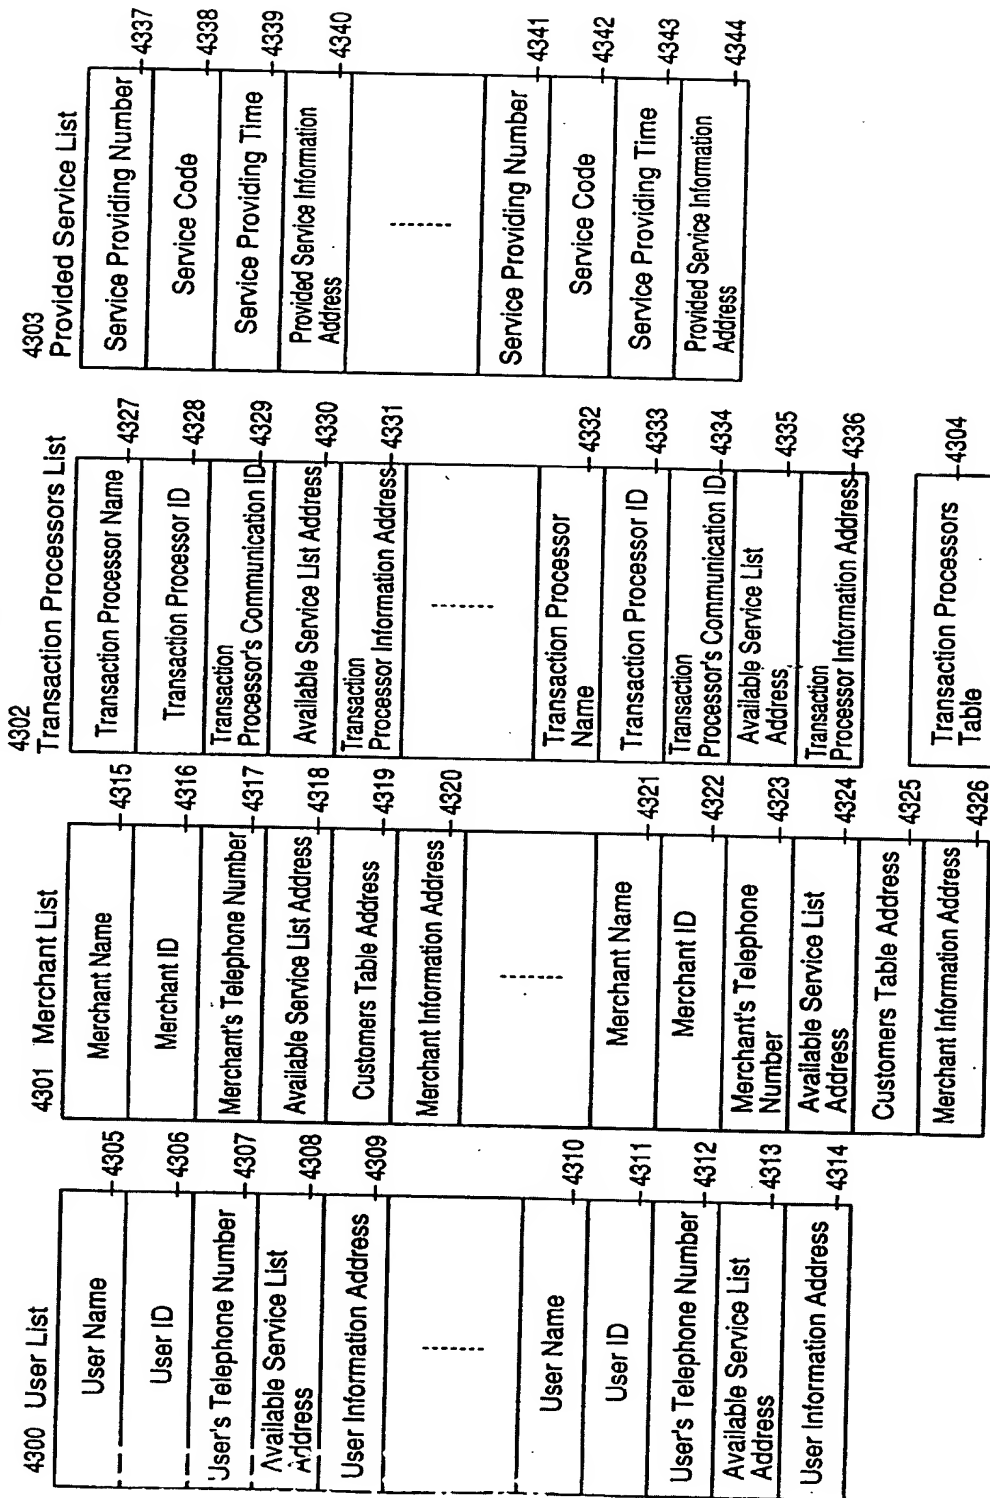 4300 User List
User Name
4305
User ID
4306
User's Telephone Number
4307
Available Service List
Address
4308
User Information Address
4309
User Name
4310
User ID
4311
User's Telephone Number
4312
Available Service List
Address
4313
User Information Address
4314
4301 Merchant List
Merchant Name
4315
Merchant ID
4316
Merchant's Telephone Number
4317
Available Service List Address
4318
Customers Table Address
4319
Merchant Information Address
4320
Merchant Name
4321
Merchant ID
4322
Merchant's Telephone
Number
4323
Available Service List
Address
4324
Customers Table Address
4325
Merchant Information Address
4326
4302
Transaction Processors List
Transaction Processor Name
4327
Transaction Processor ID
4328
Transaction
Processor's Communication ID
4329
Available Service List Address
4330
Transaction
Processor Information Address
4331
Transaction Processor
Name
4332
Transaction Processor ID
4333
Transaction
Processor's Communication ID
4334
Available Service List
Address
4335
Transaction
Processor Information Address
4336
Transaction Processors
Table
4304
4303
Provided Service List
Service Providing Number
4337
Service Code
4338
Service Providing Time
4339
Provided Service Information
Address
4340
Service Providing Number
4341
Service Code
4342
Service Providing Time
4343
Provided Service Information
Address
4344